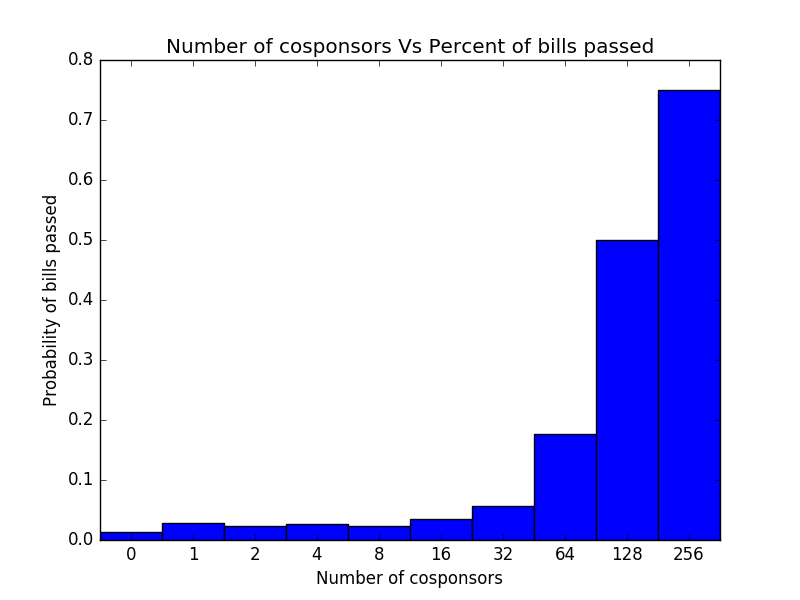 Number of cosponsors Vs Percent of bills passed
0.8
0.7
0.6
0.5
0.4
0.3
0.2
0.1
0.0
Probability of bills passed
0 1 2 4 8 16 32 64 128 256
Number of cosponsors